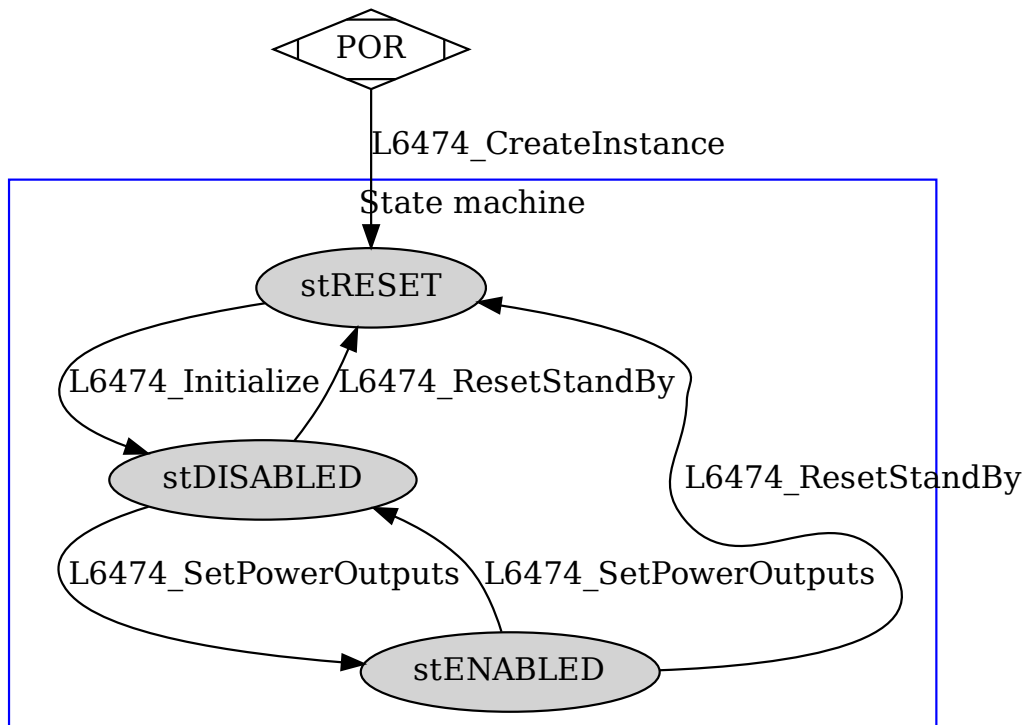 POR
L6474_CreateInstance
State machine
stRESET
L6474_Initialize
L6474_ResetStandBy
stDISABLED
L6474_ResetStandBy
L6474_SetPowerOutputs
L6474_SetPowerOutputs
stENABLED